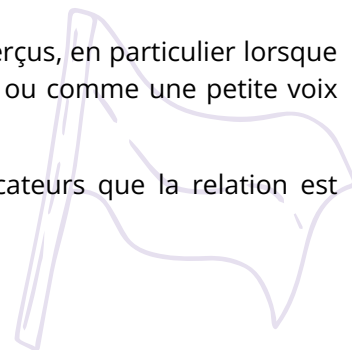 erçus, en particulier lorsque
ou comme une petite voix
cateurs que la relation est